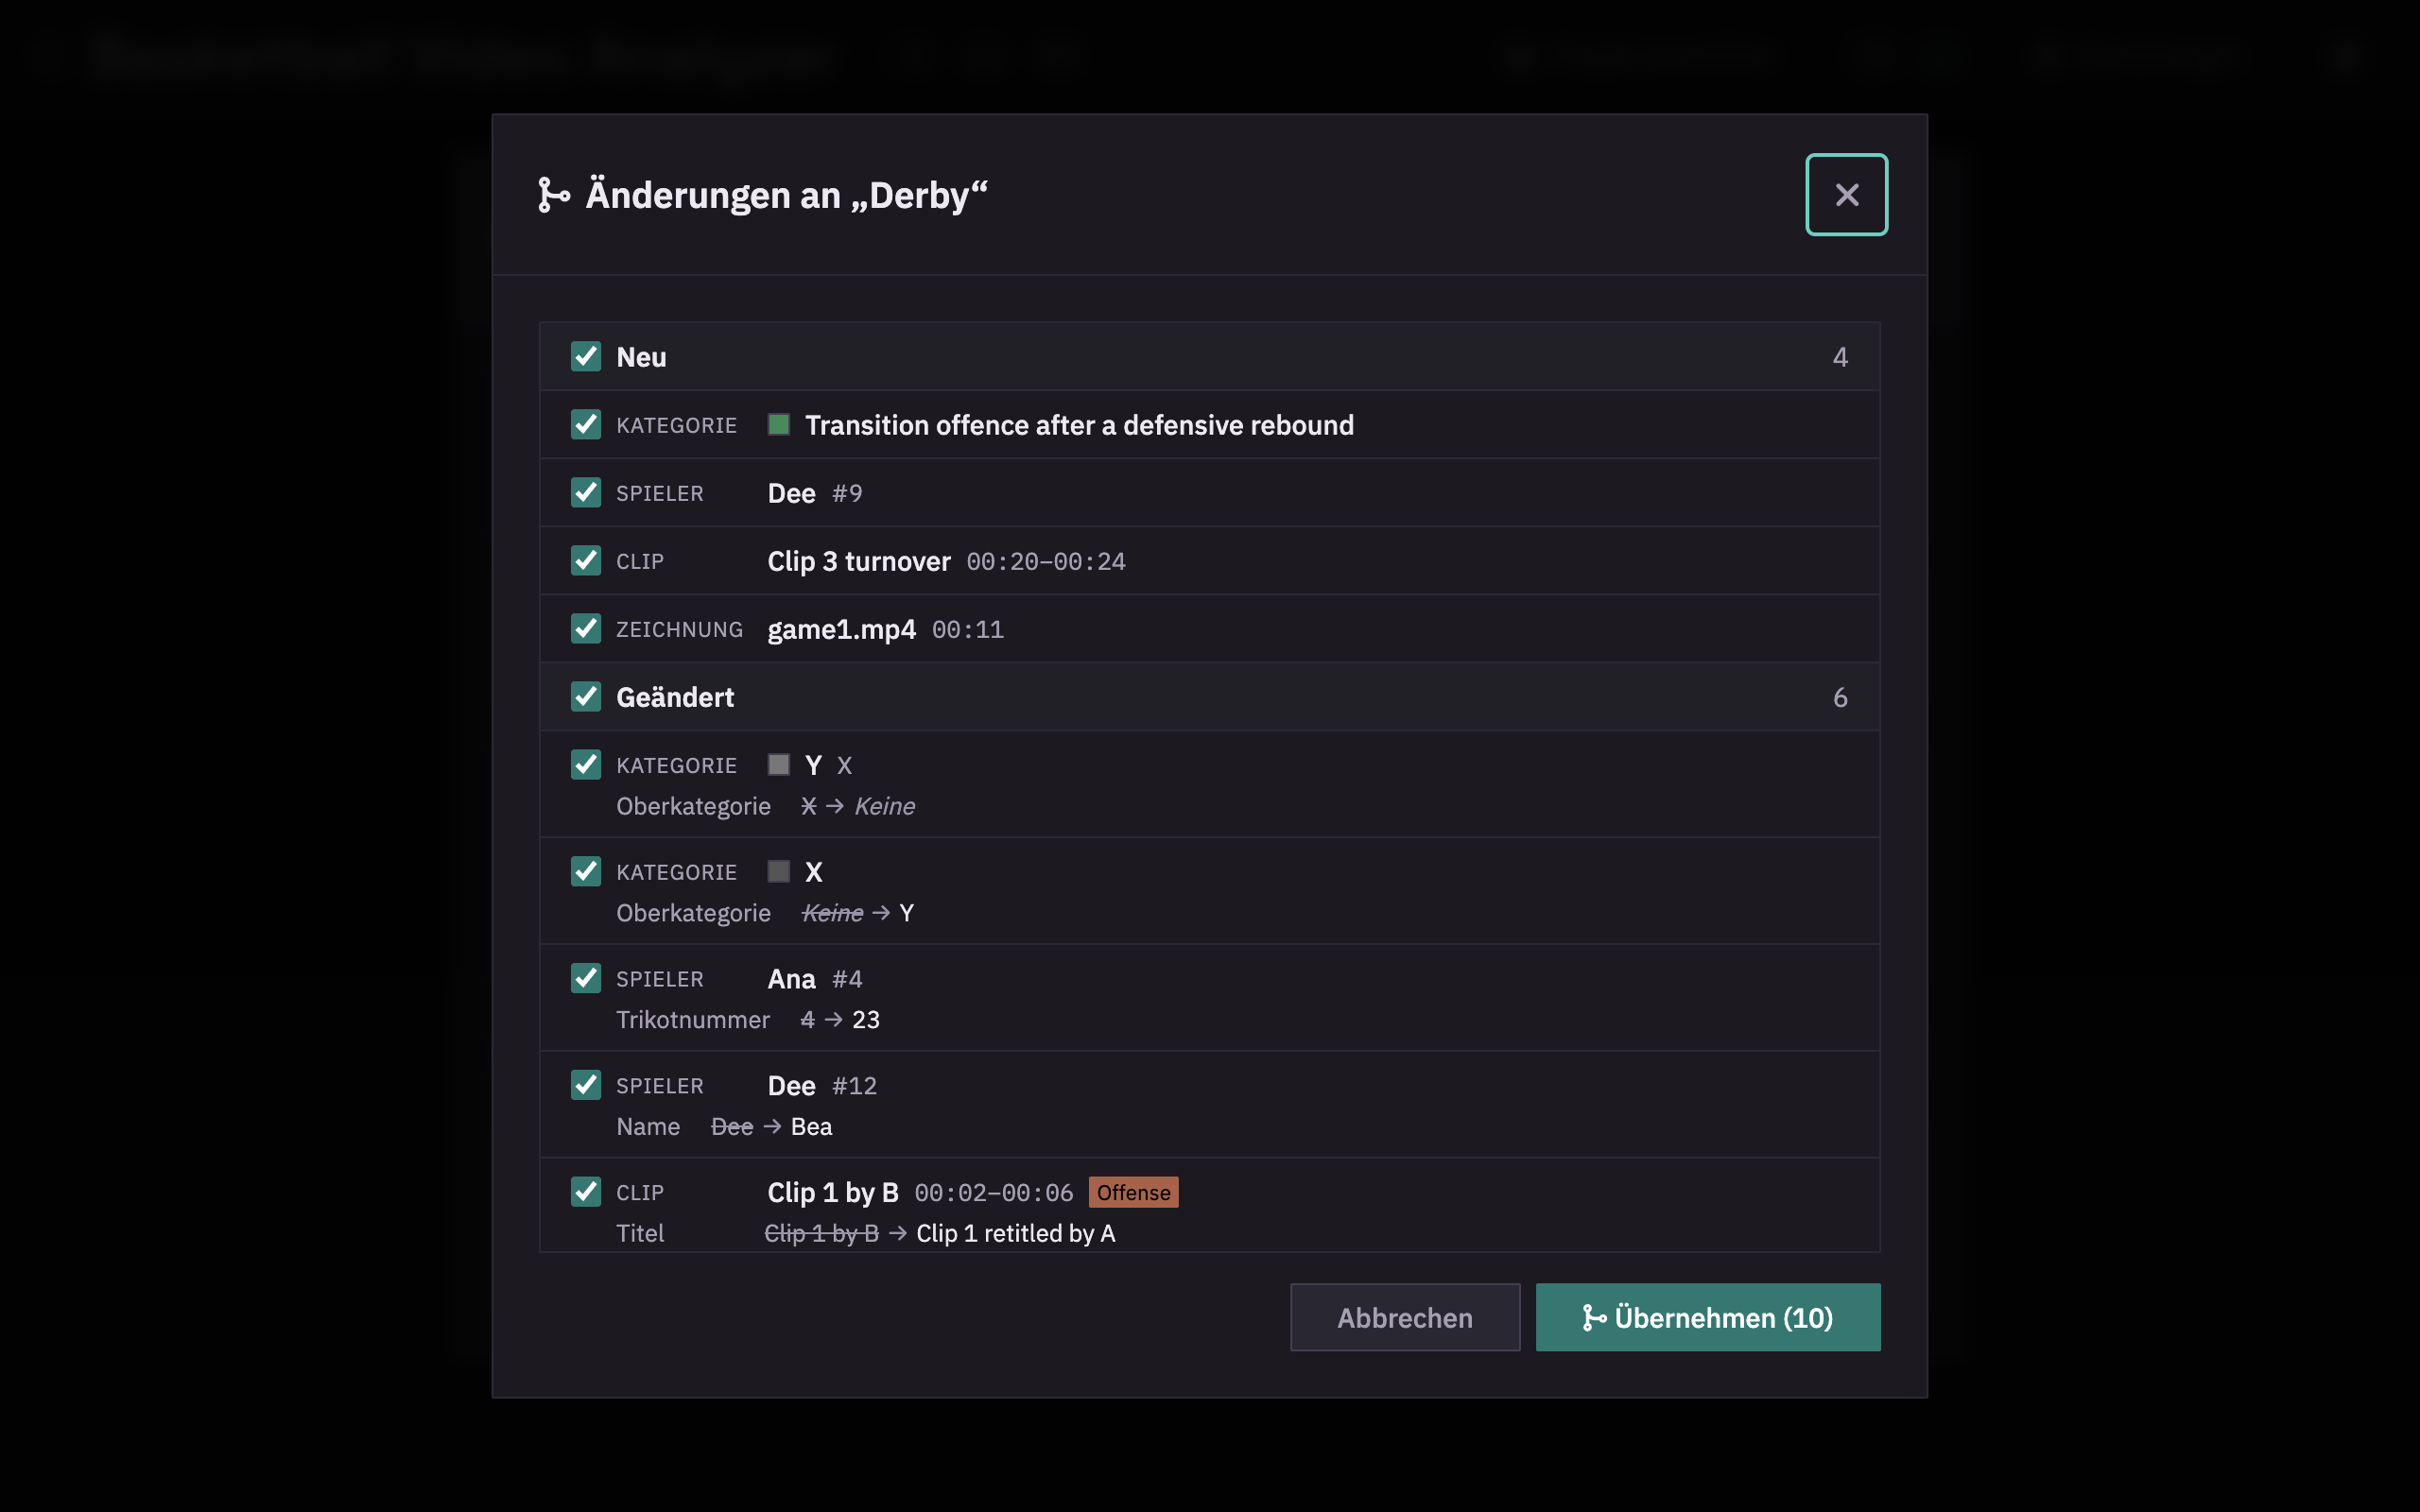 Änderungen an „Derby“
Neu 4
KATEGORIE Transition offence after a defensive rebound
SPIELER Dee #9
CLIP Clip 3 turnover 00:20–00:24
ZEICHNUNG game1.mp4 00:11
Geändert 6
KATEGORIE Y X
Oberkategorie X → Keine
KATEGORIE X
Oberkategorie Keine → Y
SPIELER Ana #4
Trikotnummer 4 → 23
SPIELER Dee #12
Name Dee → Bea
CLIP Clip 1 by B 00:02–00:06 Offense
Titel Clip 1 by B → Clip 1 retitled by A
Abbrechen Übernehmen (10)